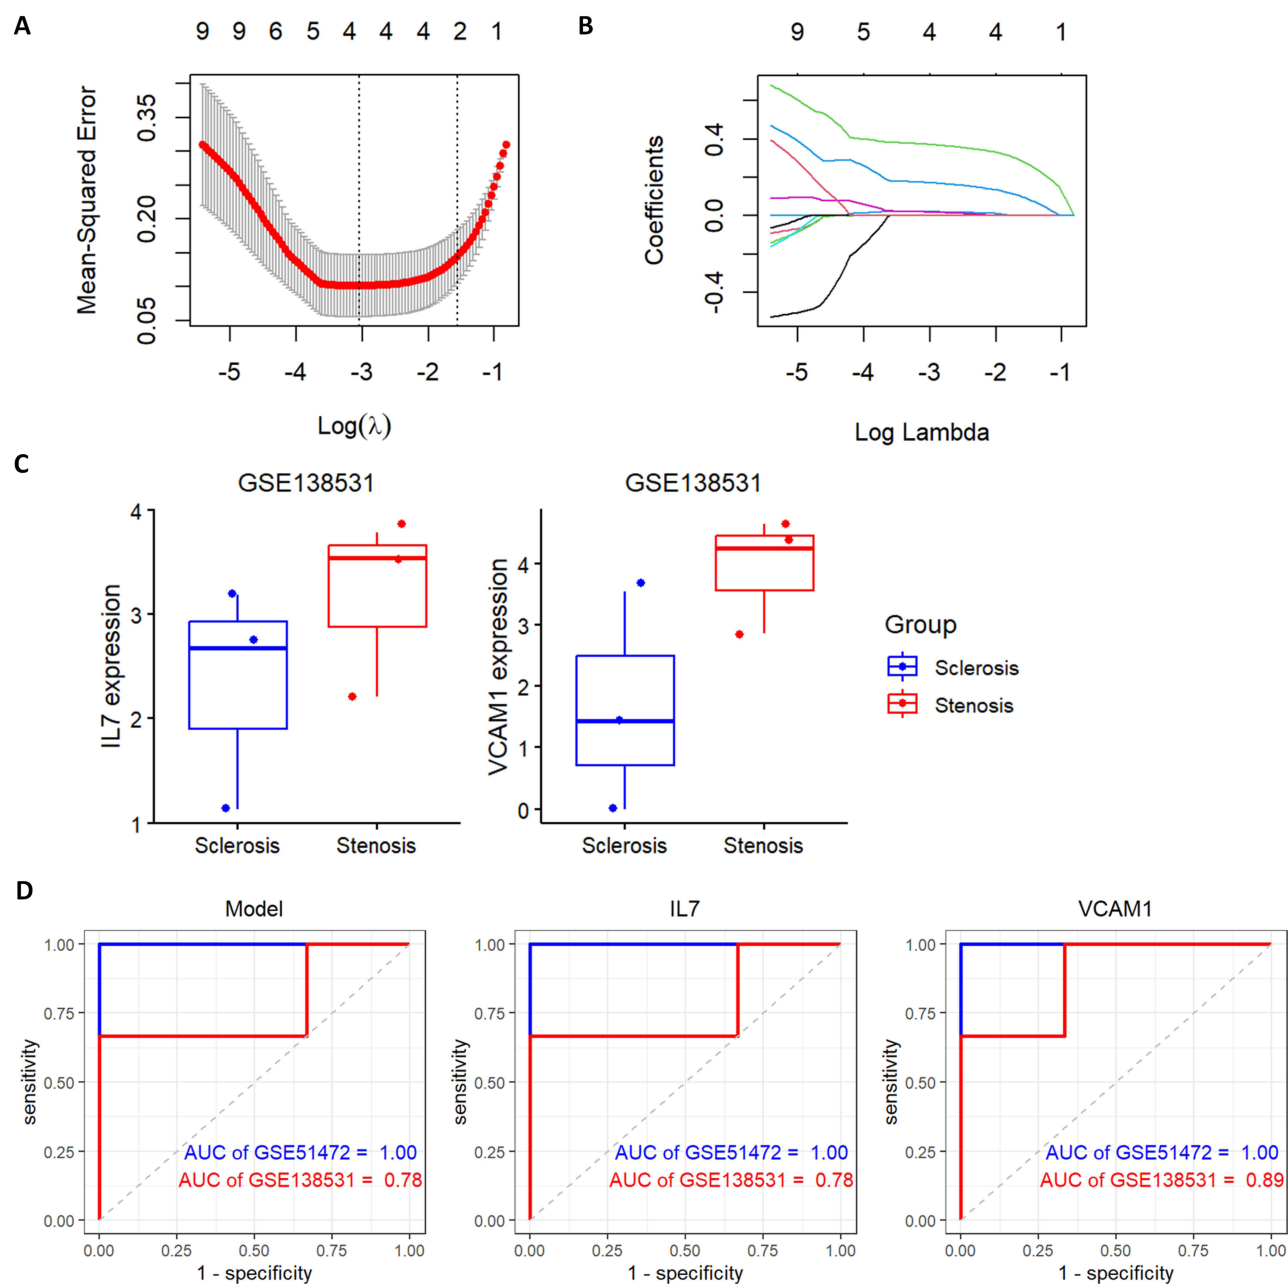 A
9 9 6 5 4 4 4 2 1
Mean-Squared Error
0.35
0.20
0.05
-5 -4 -3 -2 -1
Log(λ)
B
9 5 4 4 1
Coefficients
0.4
0.0
-0.4
-5 -4 -3 -2 -1
Log Lambda
C
GSE138531
IL7 expression
4
3
2
1
Sclerosis Stenosis
GSE138531
VCAM1 expression
4
3
2
1
0
Sclerosis Stenosis
Group
Sclerosis
Stenosis
D
Model
sensitivity
1.00
0.75
0.50
0.25
0.00
AUC of GSE51472 = 1.00
AUC of GSE138531 = 0.78
0.00 0.25 0.50 0.75 1.00
1 - specificity
IL7
sensitivity
1.00
0.75
0.50
0.25
0.00
AUC of GSE51472 = 1.00
AUC of GSE138531 = 0.78
0.00 0.25 0.50 0.75 1.00
1 - specificity
VCAM1
sensitivity
1.00
0.75
0.50
0.25
0.00
AUC of GSE51472 = 1.00
AUC of GSE138531 = 0.89
0.00 0.25 0.50 0.75 1.00
1 - specificity